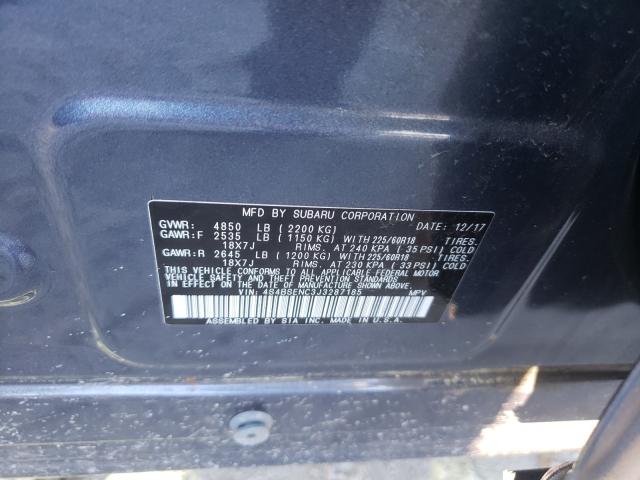 MFD BY SUBARU CORPORATION DATE: 12/17
GVWR: 4850 LB (2200 KG)
GAWR:F 2535 LB (1150 KG) WITH 225/60R18 TIRES.
18X7J RIMS. AT 240 KPA (35 PSI) COLD
GAWR:R 2645 LB (1200 KG) WITH 225/60R18 TIRES.
18X7J RIMS. AT 230 KPA (33 PSI) COLD
THIS VEHICLE CONFORMS TO ALL APPLICABLE FEDERAL MOTOR
VEHICLE SAFETY AND THEFT PREVENTION STANDARDS IN EFFECT
ON THE DATE OF MANUFACTURE SHOWN ABOVE.
VIN: 4S4BSENC3J3287185 MPV
ASSEMBLED BY SIA INC. MADE IN U.S.A.